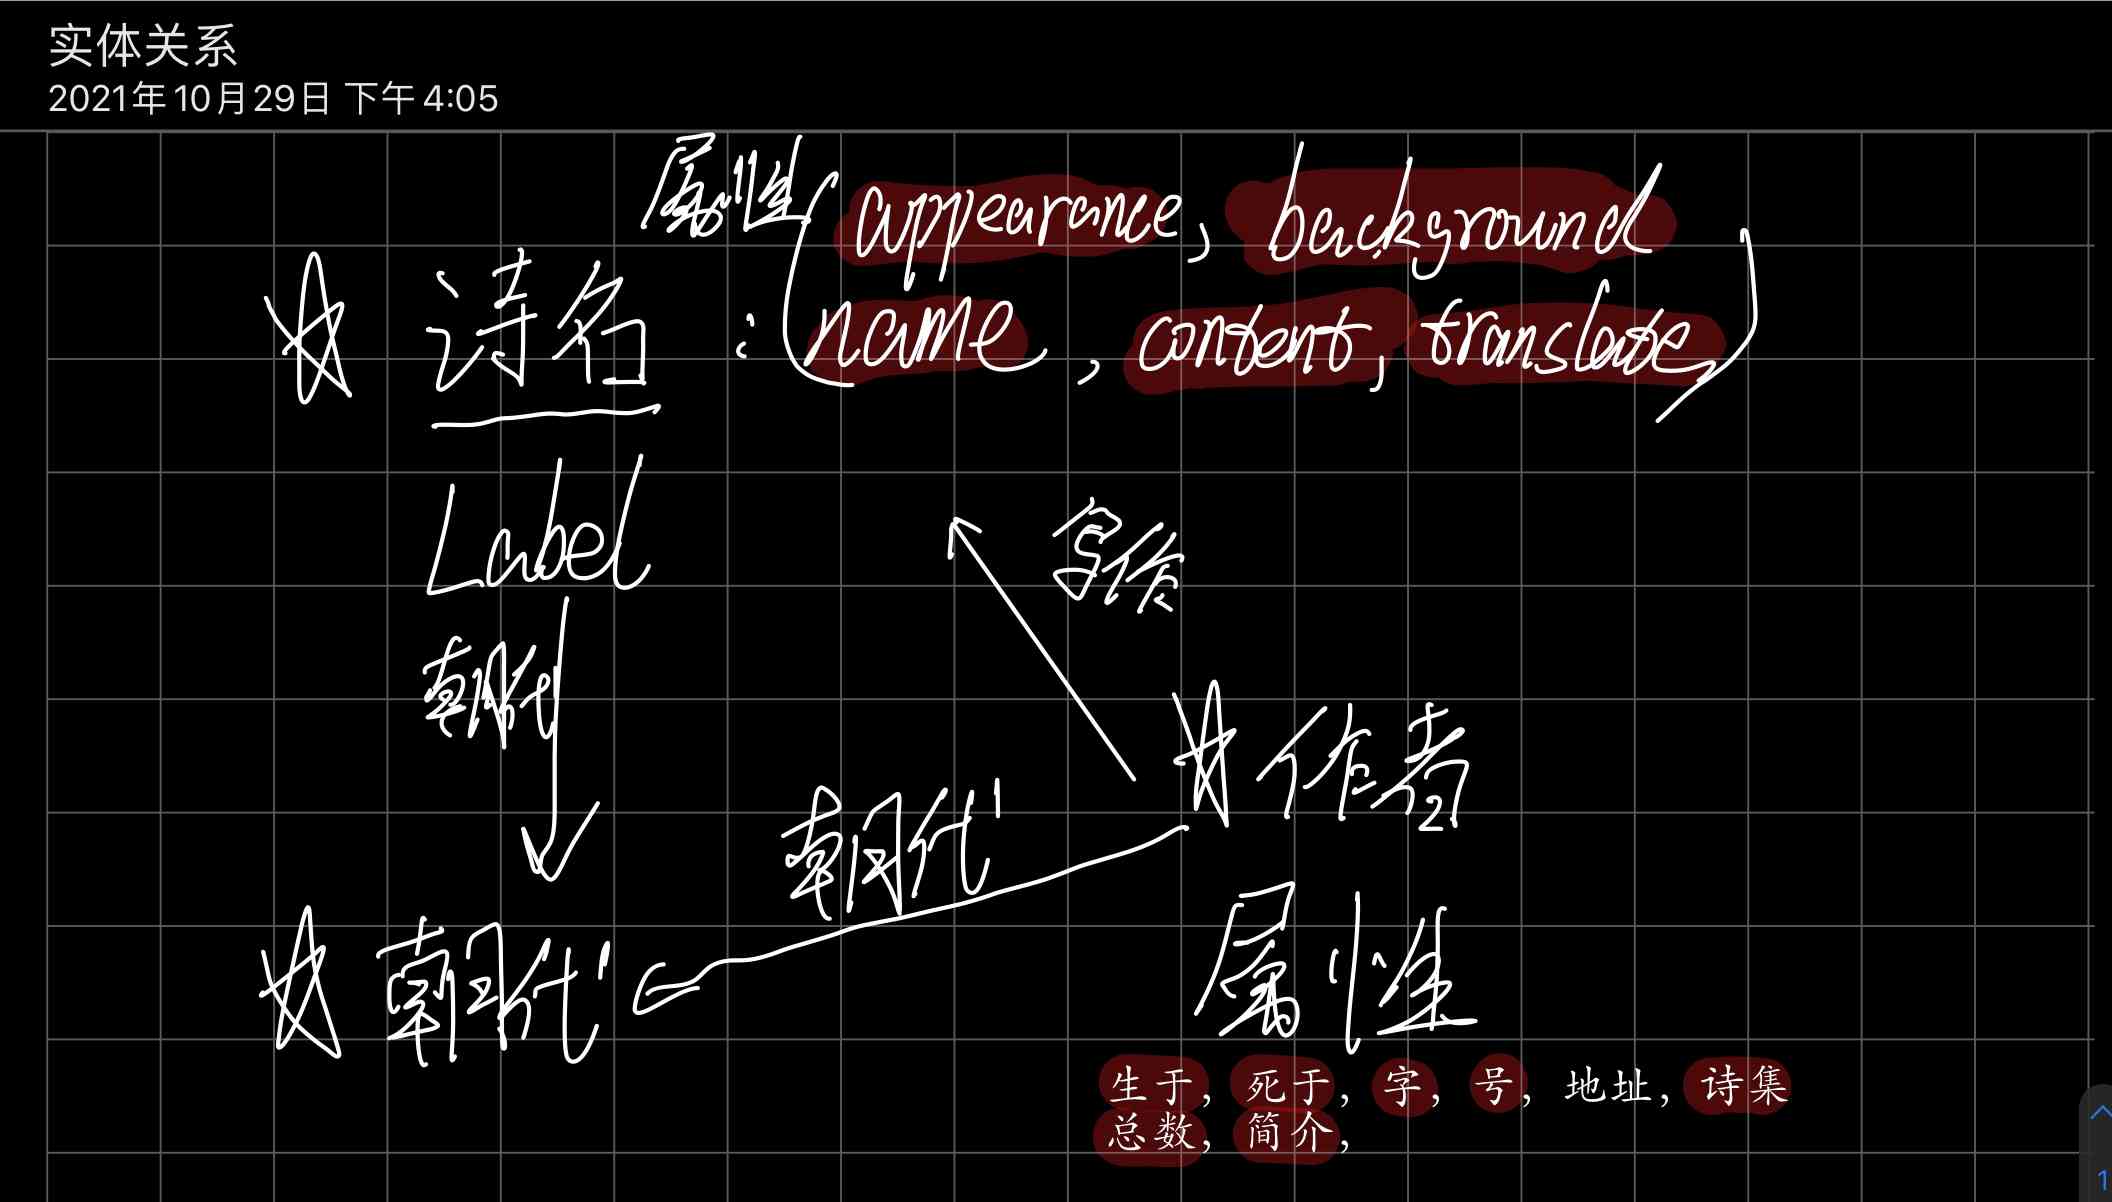 实体关系
2021年10月29日 下午4:05
属性(appearance, background
诗名:name, content, translate)
Label
写作
朝代
作者
朝代
朝代
属性
生于, 死于, 字, 号, 地址, 诗集
总数, 简介,
1